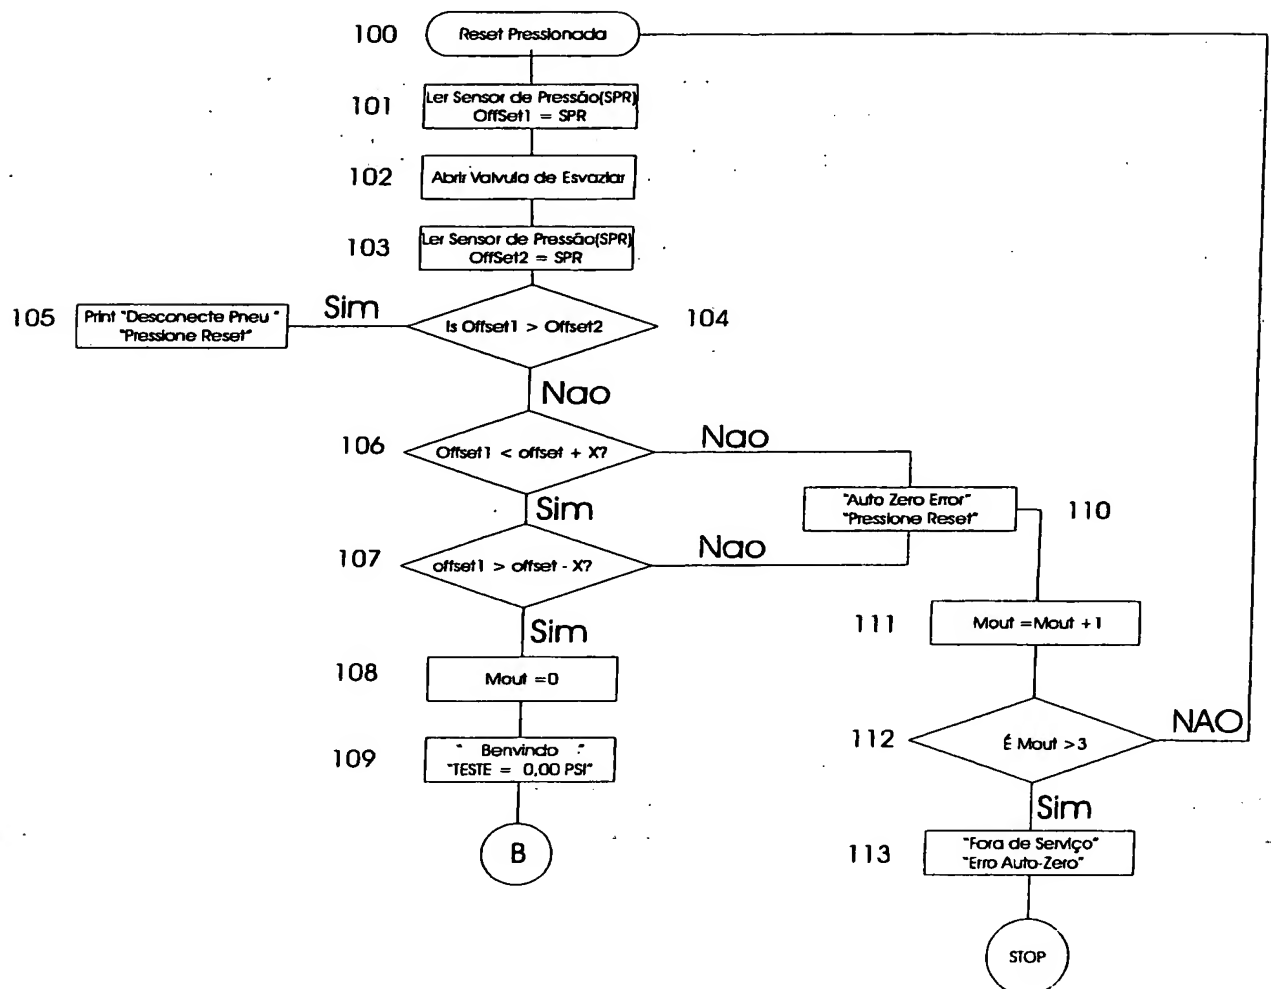 100
Reset Pressionada
101
Ler Sensor de Pressão(SPR)
OffSet1 = SPR
102
Abrir Valvula de Esvaziar
103
Ler Sensor de Pressão(SPR)
OffSet2 = SPR
105
Print "Desconecte Pneu "
"Pressione Reset"
Sim
Is Offset1 > Offset2
104
Nao
106
Offset1 < offset + X?
Nao
Sim
"Auto Zero Error"
"Pressione Reset"
110
107
offset1 > offset - X?
Nao
Sim
111
Mout =Mout +1
108
Mout =0
112
É Mout >3
NAO
109
" Benvindo "
"TESTE = 0,00 PSI"
Sim
B
113
"Fora de Serviço"
"Erro Auto-Zero"
STOP